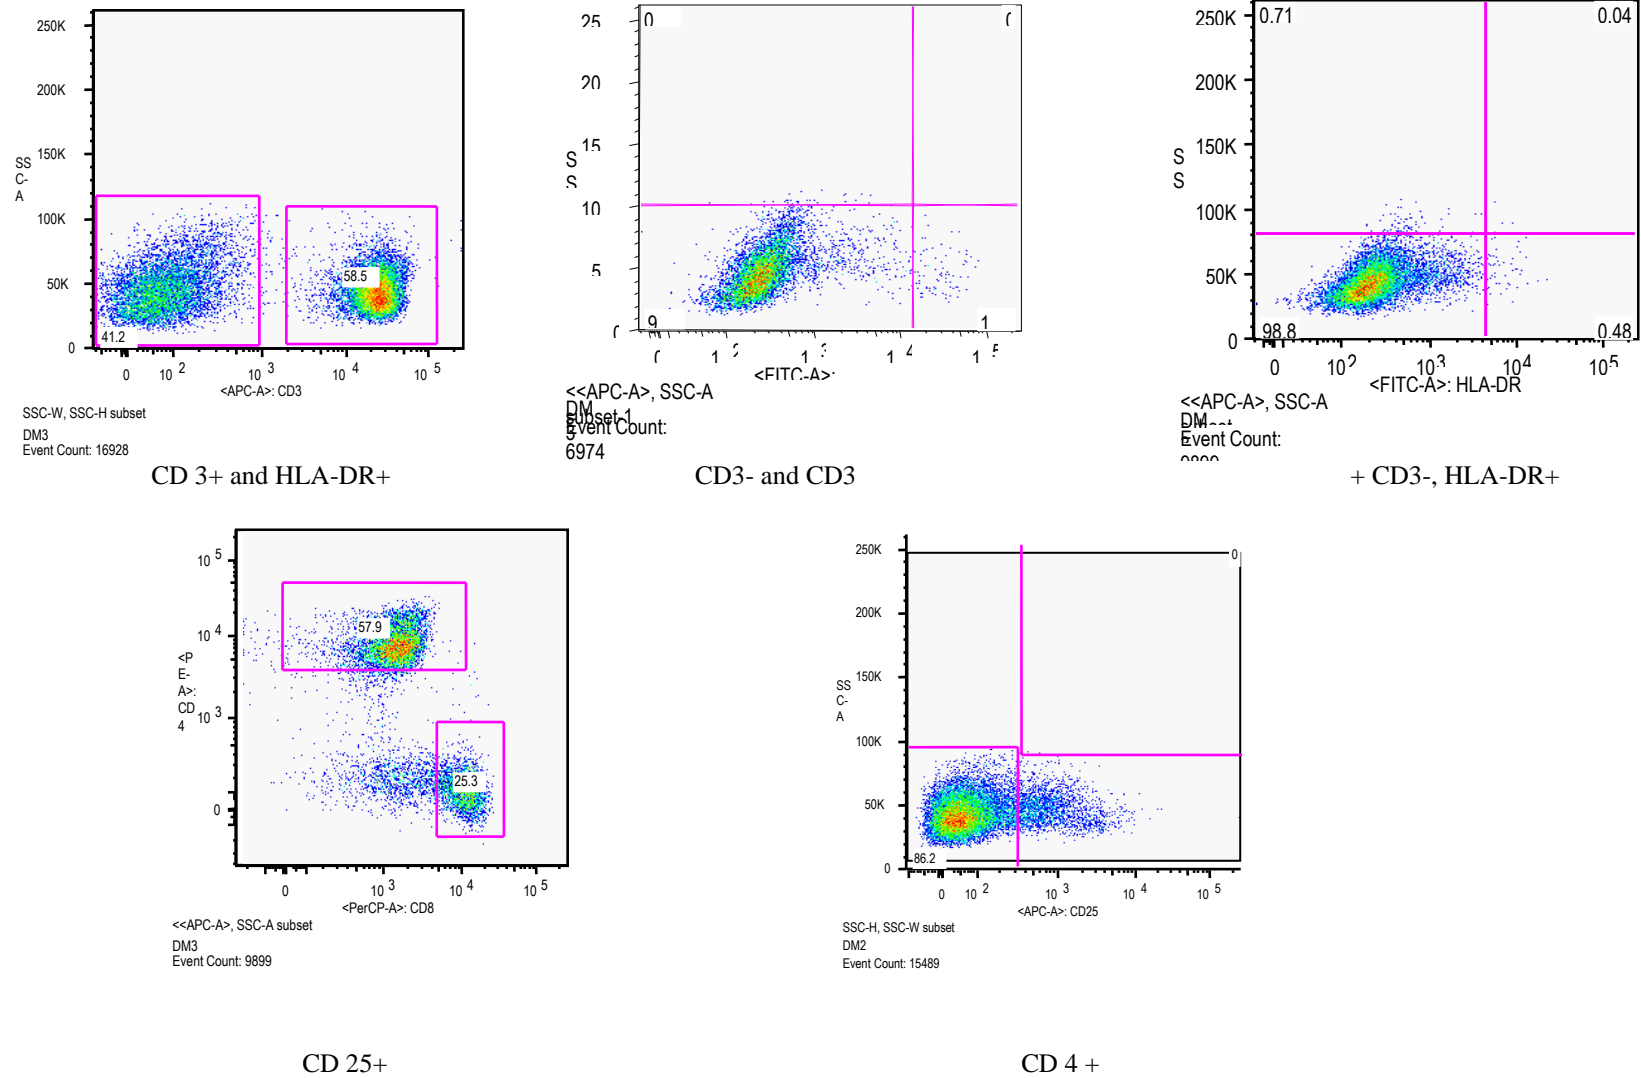 250K
200K
150K
100K
50K
0
SS
C-
A
58.5
41.2
0 10 2 10 3 10 4 10 5
<APC-A>: CD3
SSC-W, SSC-H subset
DM3
Event Count: 16928
CD 3+ and HLA-DR+
0
25
20
15
10
5
S
9
1
<FITC-A>:
<<APC-A>, SSC-A
DM
subset-1
Event Count:
6974
CD3- and CD3
0.71 0.04
250K
200K
150K
100K
50K
0
S
S
98.8 0.48
0 10 2 10 3 10 4 10 5
<FITC-A>: HLA-DR
<<APC-A>, SSC-A
DM
Event Count:
9899
+ CD3-, HLA-DR+
10 5
10 4
10 3
0
<P
E-
A>:
CD
4
57.9
25.3
0 10 3 10 4 10 5
<PerCP-A>: CD8
<<APC-A>, SSC-A subset
DM3
Event Count: 9899
CD 25+
250K
200K
150K
100K
50K
0
SS
C-
A
0
86.2
0 10 2 10 3 10 4 10 5
<APC-A>: CD25
SSC-H, SSC-W subset
DM2
Event Count: 15489
CD 4 +